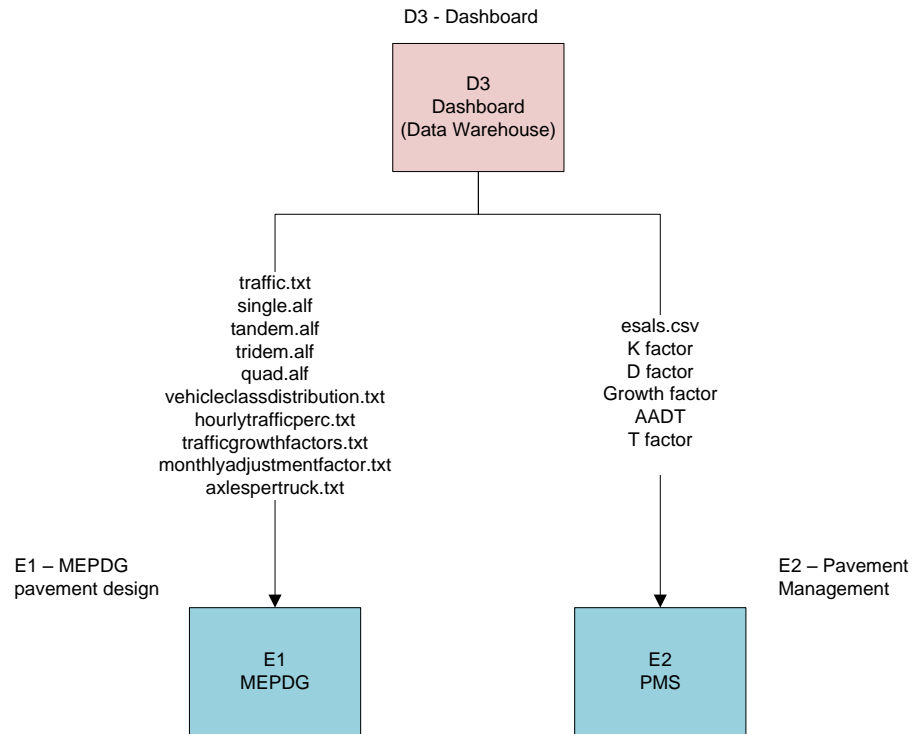 D3 - Dashboard
D3
Dashboard
(Data Warehouse)
traffic.txt
single.alf
tandem.alf
tridem.alf
quad.alf
vehicleclassdistribution.txt
hourlytrafficperc.txt
trafficgrowthfactors.txt
monthlyadjustmentfactor.txt
axlespertruck.txt
esals.csv
K factor
D factor
Growth factor
AADT
T factor
E1 – MEPDG
pavement design
E2 – Pavement
Management
E1
MEPDG
E2
PMS